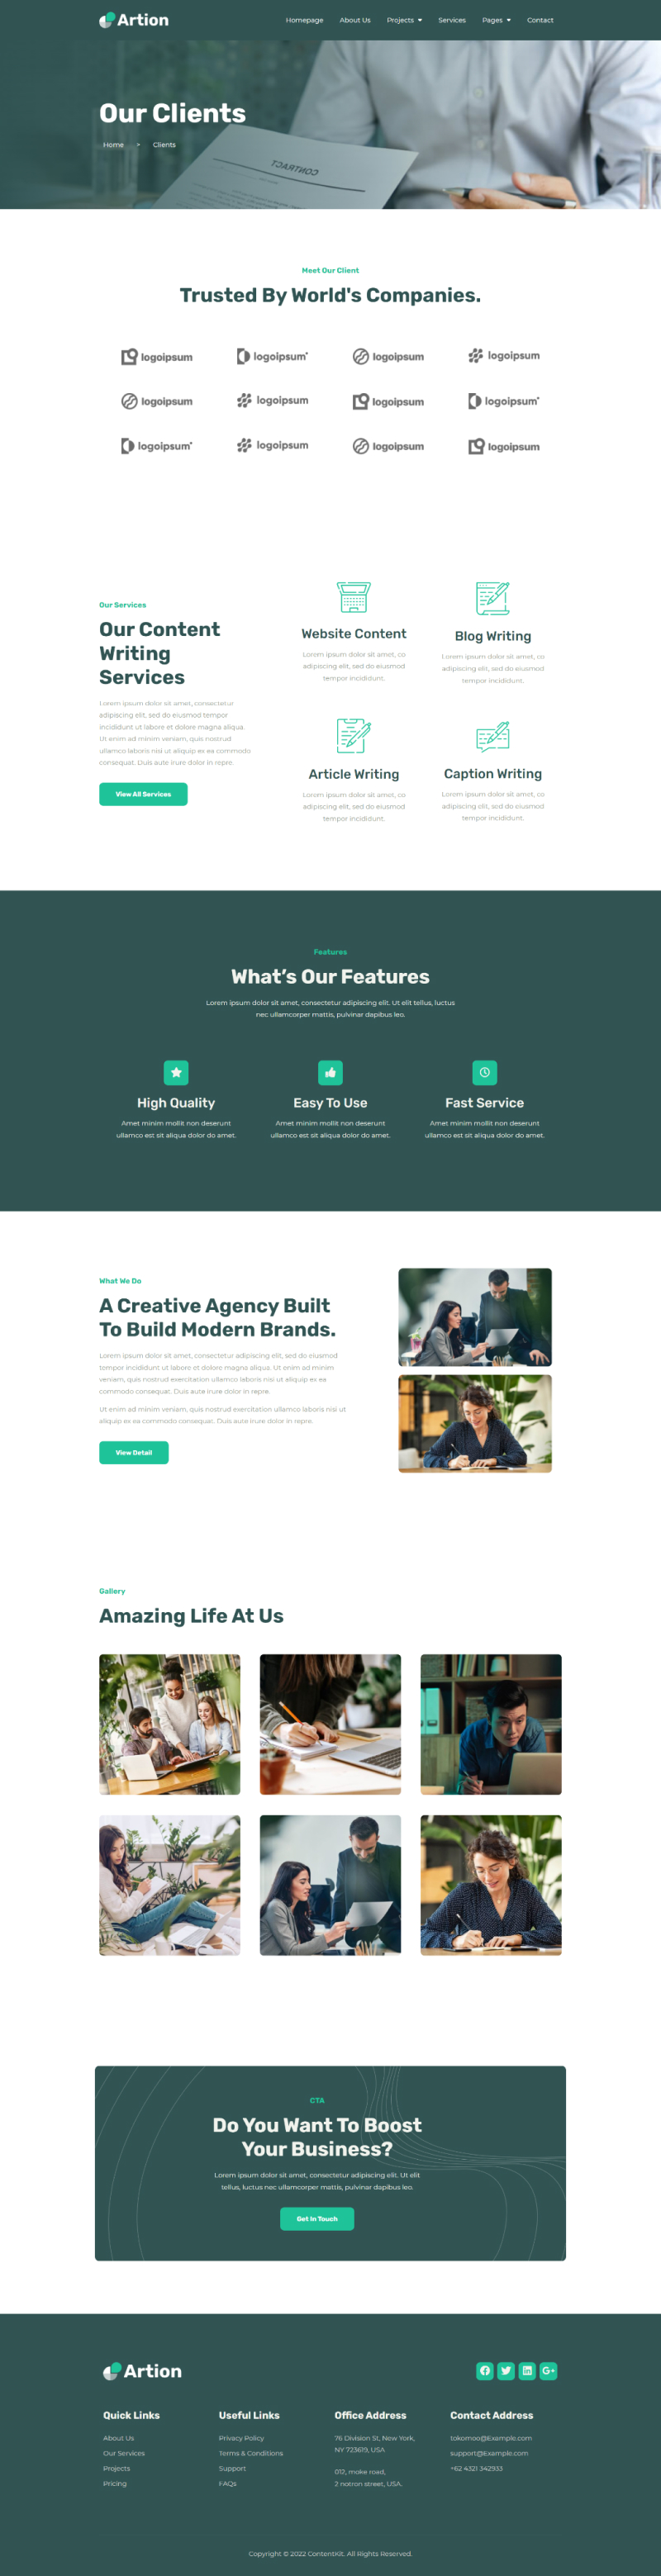 Artion
Homepage About Us Projects Services Pages Contact
Our Clients
Home > Clients
CONTRACT
Meet Our Client
Trusted By World's Companies.
logoipsum logoipsum logoipsum logoipsum
logoipsum logoipsum logoipsum logoipsum
logoipsum logoipsum logoipsum logoipsum
Our Services
Our Content
Writing
Services
Lorem ipsum dolor sit amet, consectetur
adipiscing elit, sed do eiusmod tempor
incididunt ut labore et dolore magna aliqua.
Ut enim ad minim veniam, quis nostrud
ullamco laboris nisi ut aliquip ex ea commodo
consequat. Duis aute irure dolor in repre.
View All Services
Website Content
Lorem ipsum dolor sit amet, co
adipiscing elit, sed do eiusmod
tempor incididunt.
Blog Writing
Lorem ipsum dolor sit amet, co
adipiscing elit, sed do eiusmod
tempor incididunt.
Article Writing
Lorem ipsum dolor sit amet, co
adipiscing elit, sed do eiusmod
tempor incididunt.
Caption Writing
Lorem ipsum dolor sit amet, co
adipiscing elit, sed do eiusmod
tempor incididunt.
Features
What’s Our Features
Lorem ipsum dolor sit amet, consectetur adipiscing elit. Ut elit tellus, luctus
nec ullamcorper mattis, pulvinar dapibus leo.
High Quality
Amet minim mollit non deserunt
ullamco est sit aliqua dolor do amet.
Easy To Use
Amet minim mollit non deserunt
ullamco est sit aliqua dolor do amet.
Fast Service
Amet minim mollit non deserunt
ullamco est sit aliqua dolor do amet.
What We Do
A Creative Agency Built
To Build Modern Brands.
Lorem ipsum dolor sit amet, consectetur adipiscing elit, sed do eiusmod
tempor incididunt ut labore et dolore magna aliqua. Ut enim ad minim
veniam, quis nostrud exercitation ullamco laboris nisi ut aliquip ex ea
commodo consequat. Duis aute irure dolor in repre.
Ut enim ad minim veniam, quis nostrud exercitation ullamco laboris nisi ut
aliquip ex ea commodo consequat. Duis aute irure dolor in repre.
View Detail
Gallery
Amazing Life At Us
CTA
Do You Want To Boost
Your Business?
Lorem ipsum dolor sit amet, consectetur adipiscing elit. Ut elit
tellus, luctus nec ullamcorper mattis, pulvinar dapibus leo.
Get In Touch
Artion
Quick Links
About Us
Our Services
Projects
Pricing
Useful Links
Privacy Policy
Terms & Conditions
Support
FAQs
Office Address
76 Division St, New York,
NY 723619, USA
012, moke road,
2 notron street, USA.
Contact Address
tokomoo@Example.com
support@Example.com
+62 4321 342933
Copyright © 2022 ContentKit. All Rights Reserved.